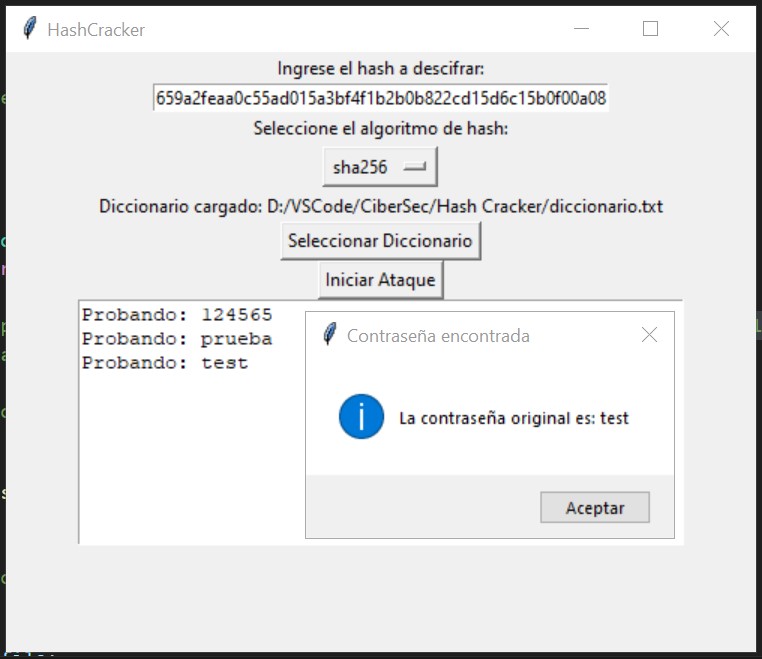 HashCracker
Ingrese el hash a descifrar:
659a2feaa0c55ad015a3bf4f1b2b0b822cd15d6c15b0f00a08
Seleccione el algoritmo de hash:
sha256
Diccionario cargado: D:/VSCode/CiberSec/Hash Cracker/diccionario.txt
Seleccionar Diccionario
Iniciar Ataque
Probando: 124565
Probando: prueba
Probando: test
Contraseña encontrada
La contraseña original es: test
Aceptar